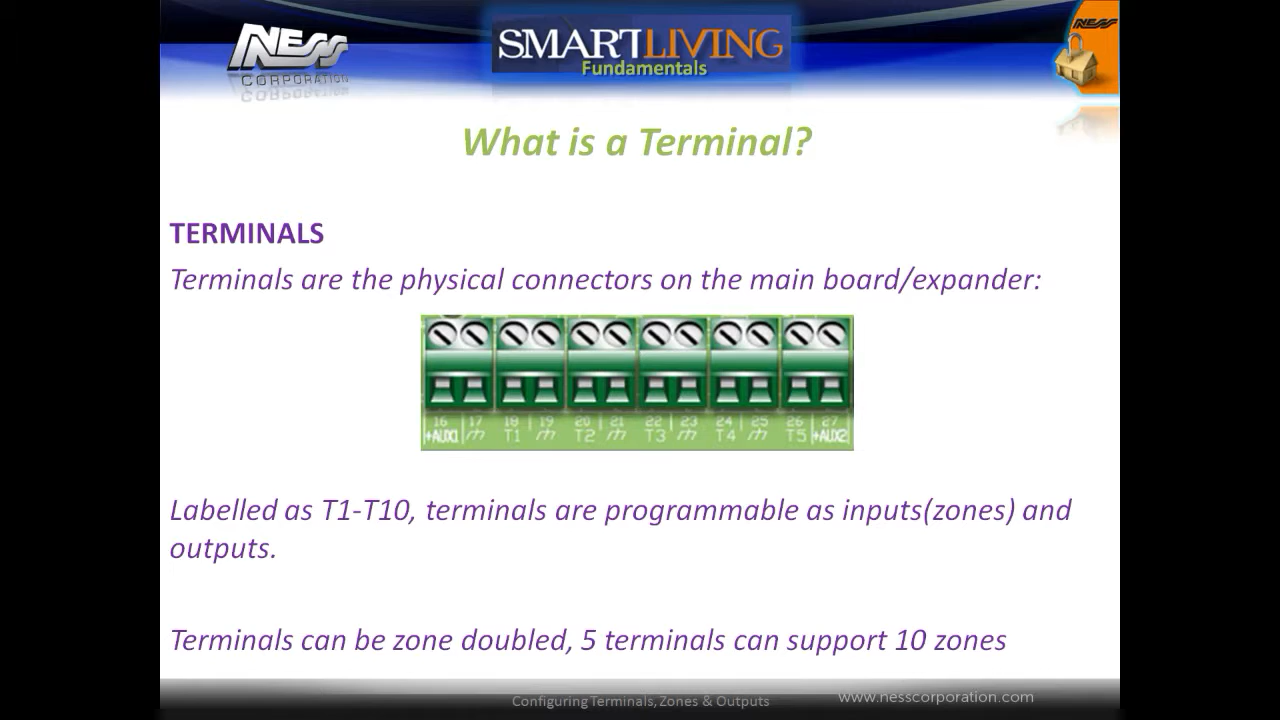 NESS
CORPORATION
SMARTLIVING
Fundamentals
NESS
What is a Terminal?
TERMINALS
Terminals are the physical connectors on the main board/expander:
16 17 18 19 20 21 22 23 24 25 26 27
+AUX1 T1 T2 T3 T4 T5 +AUX2
Labelled as T1-T10, terminals are programmable as inputs(zones) and
outputs.
Terminals can be zone doubled, 5 terminals can support 10 zones
Configuring Terminals, Zones & Outputs
www.nesscorporation.com